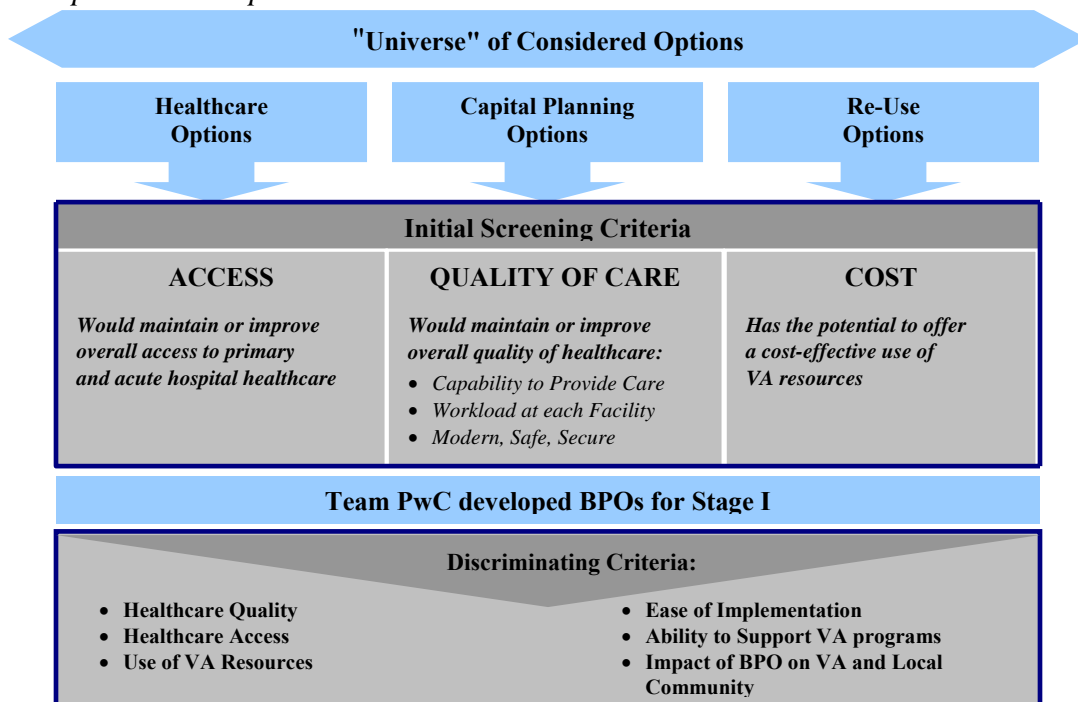 "Universe" of Considered Options
Healthcare
Options
Capital Planning
Options
Re-Use
Options
Initial Screening Criteria
ACCESS
Would maintain or improve
overall access to primary
and acute hospital healthcare
QUALITY OF CARE
Would maintain or improve
overall quality of healthcare:
• Capability to Provide Care
• Workload at each Facility
• Modern, Safe, Secure
COST
Has the potential to offer
a cost-effective use of
VA resources
Team PwC developed BPOs for Stage I
Discriminating Criteria:
• Healthcare Quality
• Healthcare Access
• Use of VA Resources
• Ease of Implementation
• Ability to Support VA programs
• Impact of BPO on VA and Local
Community